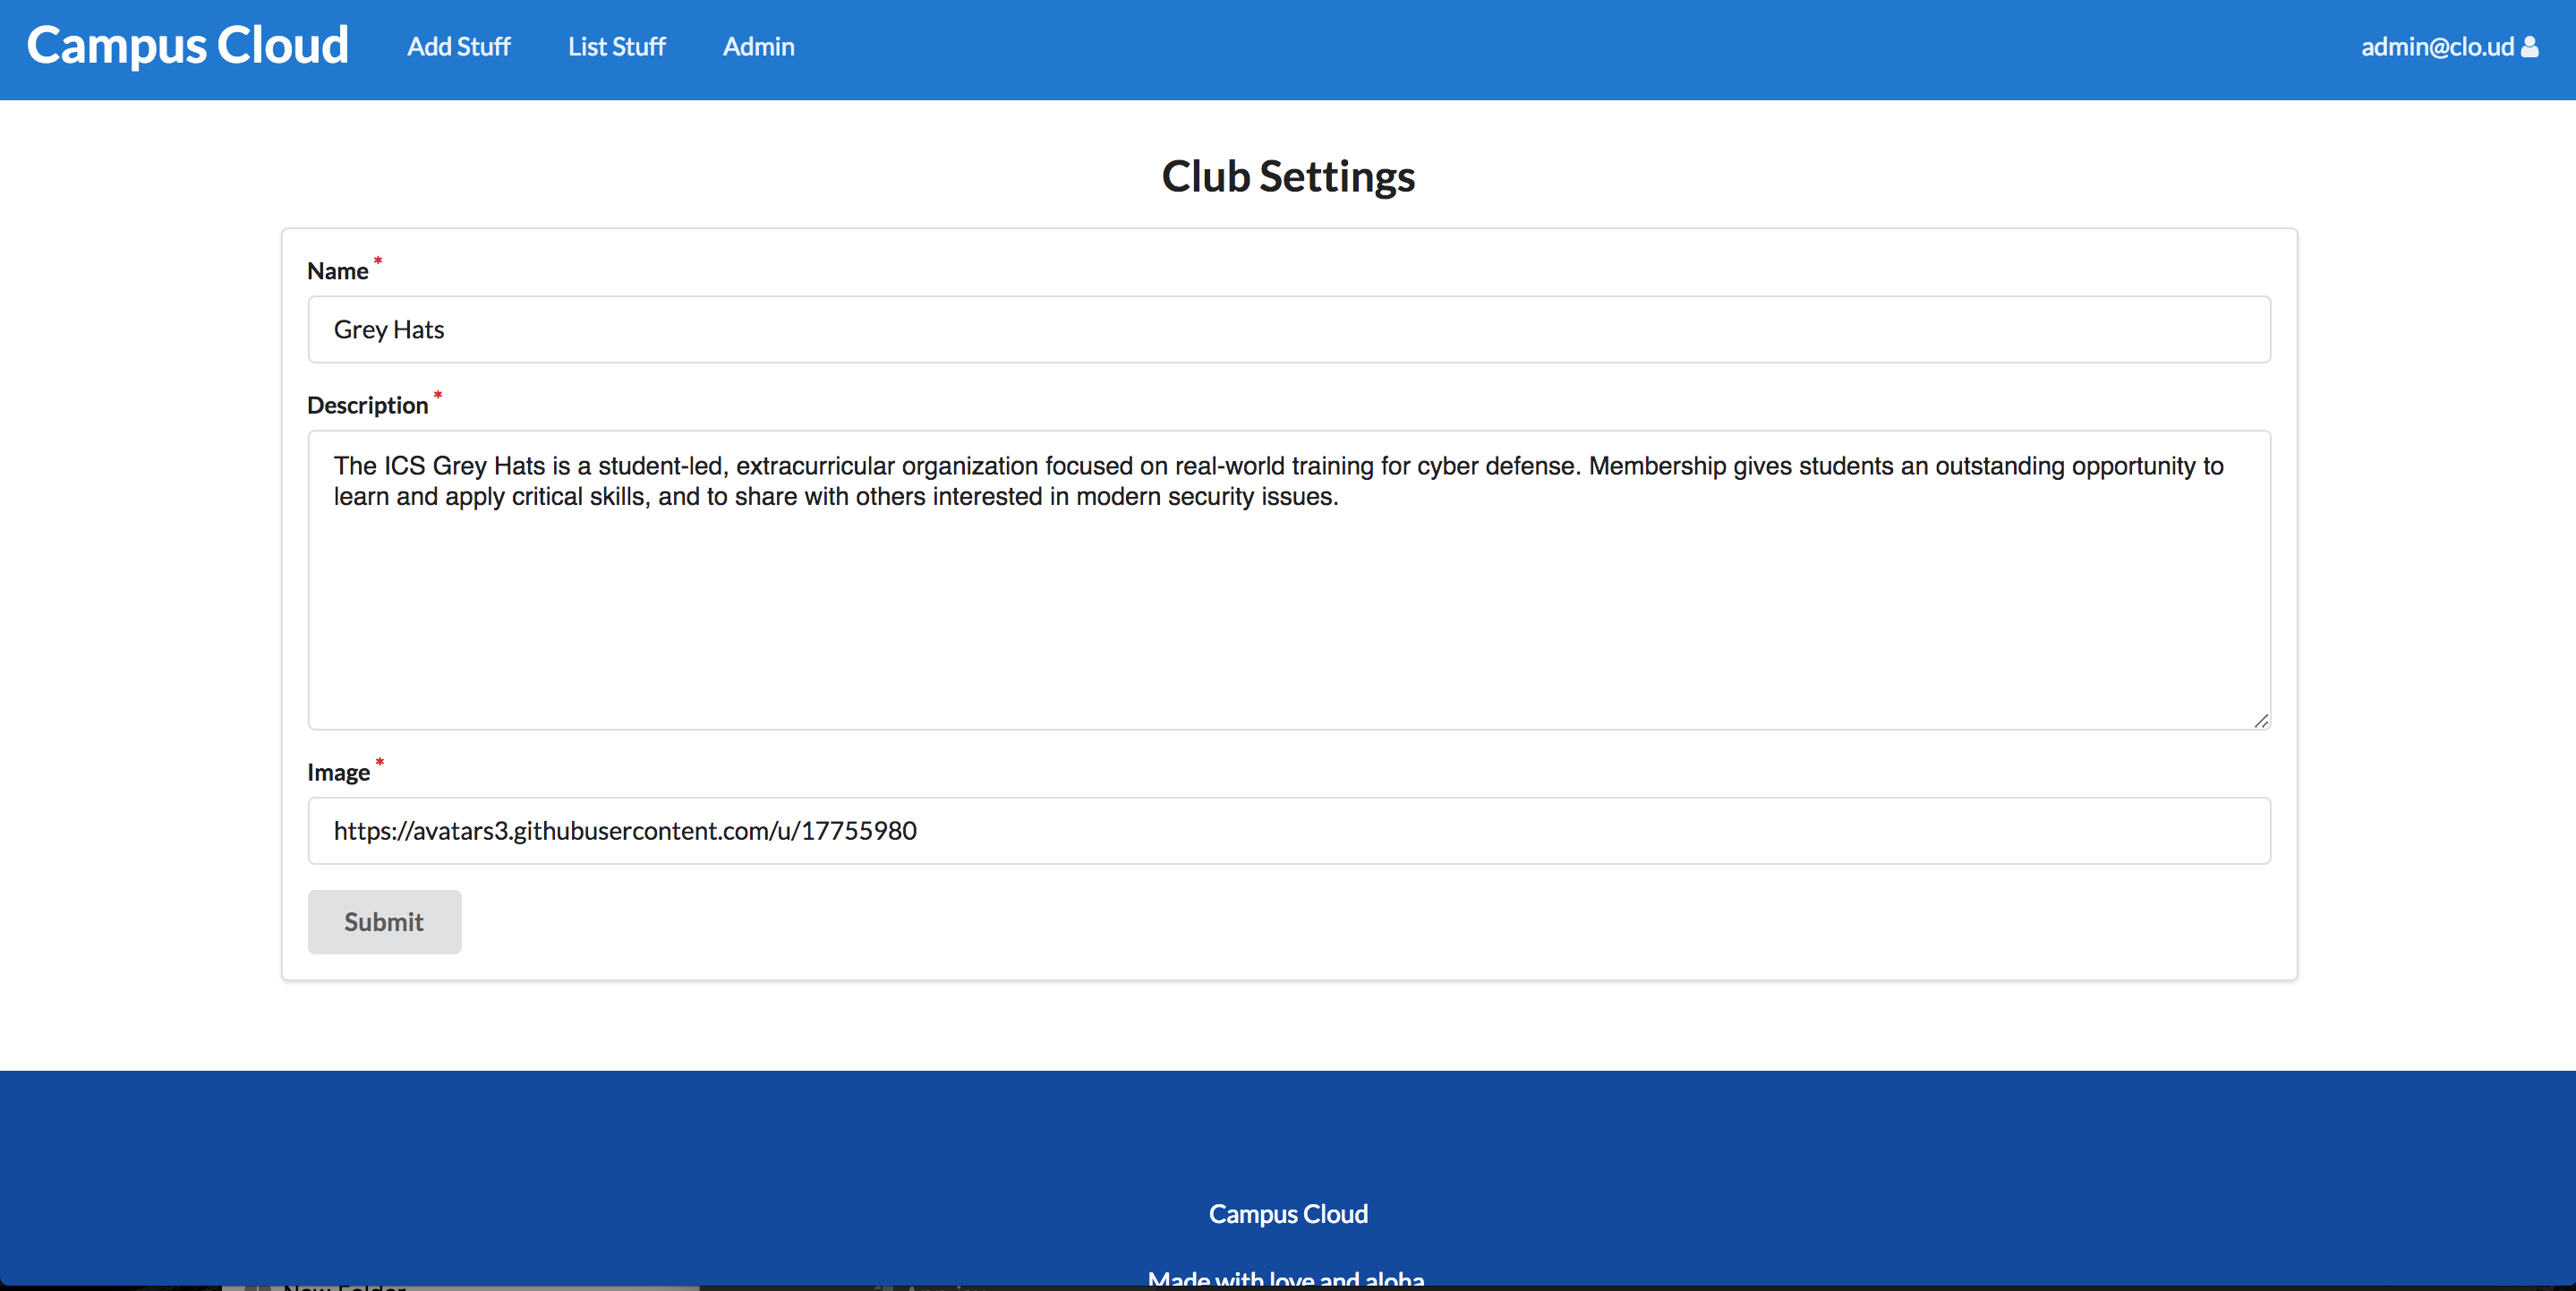 Campus Cloud Add Stuff List Stuff Admin admin@clo.ud
Club Settings
Name *
Grey Hats
Description *
The ICS Grey Hats is a student-led, extracurricular organization focused on real-world training for cyber defense. Membership gives students an outstanding opportunity to
learn and apply critical skills, and to share with others interested in modern security issues.
Image *
https://avatars3.githubusercontent.com/u/17755980
Submit
Campus Cloud
Made with love and aloha
New Folder